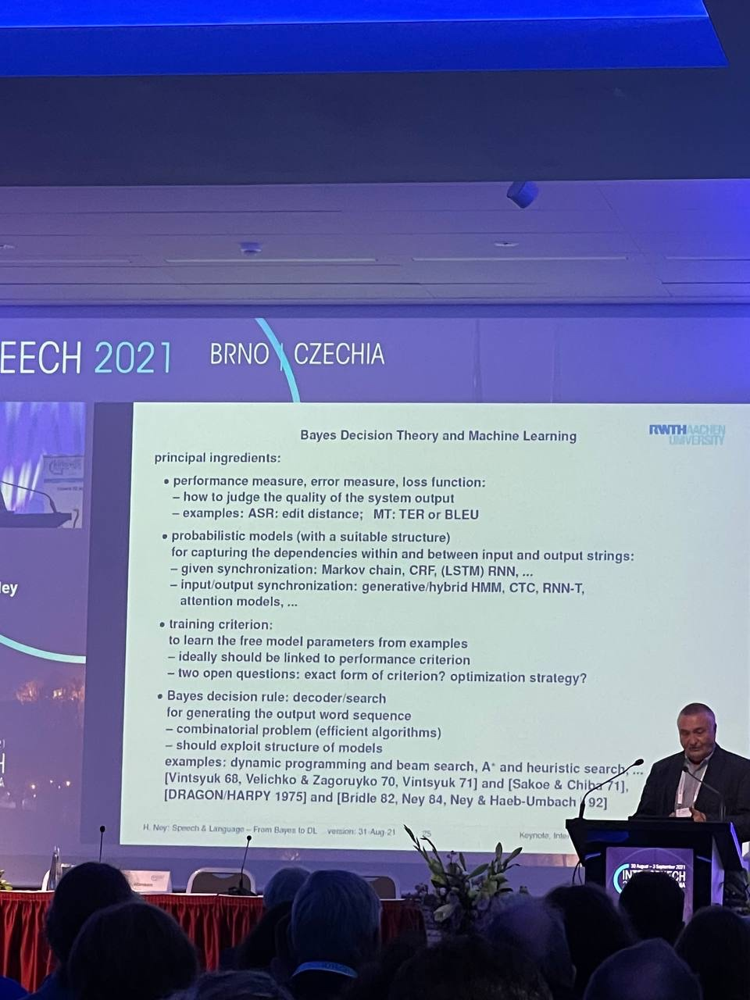 EECH 2021
BRNO | CZECHIA
Bayes Decision Theory and Machine Learning
RWTHAACHEN
UNIVERSITY
principal ingredients:
• performance measure, error measure, loss function:
– how to judge the quality of the system output
– examples: ASR: edit distance; MT: TER or BLEU
• probabilistic models (with a suitable structure)
for capturing the dependencies within and between input and output strings:
– given synchronization: Markov chain, CRF, (LSTM) RNN, ...
– input/output synchronization: generative/hybrid HMM, CTC, RNN-T,
attention models, ...
• training criterion:
to learn the free model parameters from examples
– ideally should be linked to performance criterion
– two open questions: exact form of criterion? optimization strategy?
• Bayes decision rule: decoder/search
for generating the output word sequence
– combinatorial problem (efficient algorithms)
– should exploit structure of models
examples: dynamic programming and beam search, A* and heuristic search, ...
[Vintsyuk 68, Velichko & Zagoruyko 70, Vintsyuk 71] and [Sakoe & Chiba 71],
[DRAGON/HARPY 1975] and [Bridle 82, Ney 84, Ney & Haeb-Umbach 92]
H. Ney: Speech & Language – From Bayes to DL version: 31-Aug-21
25
Keynote, Inte
ley
30 August – 3 September 2021